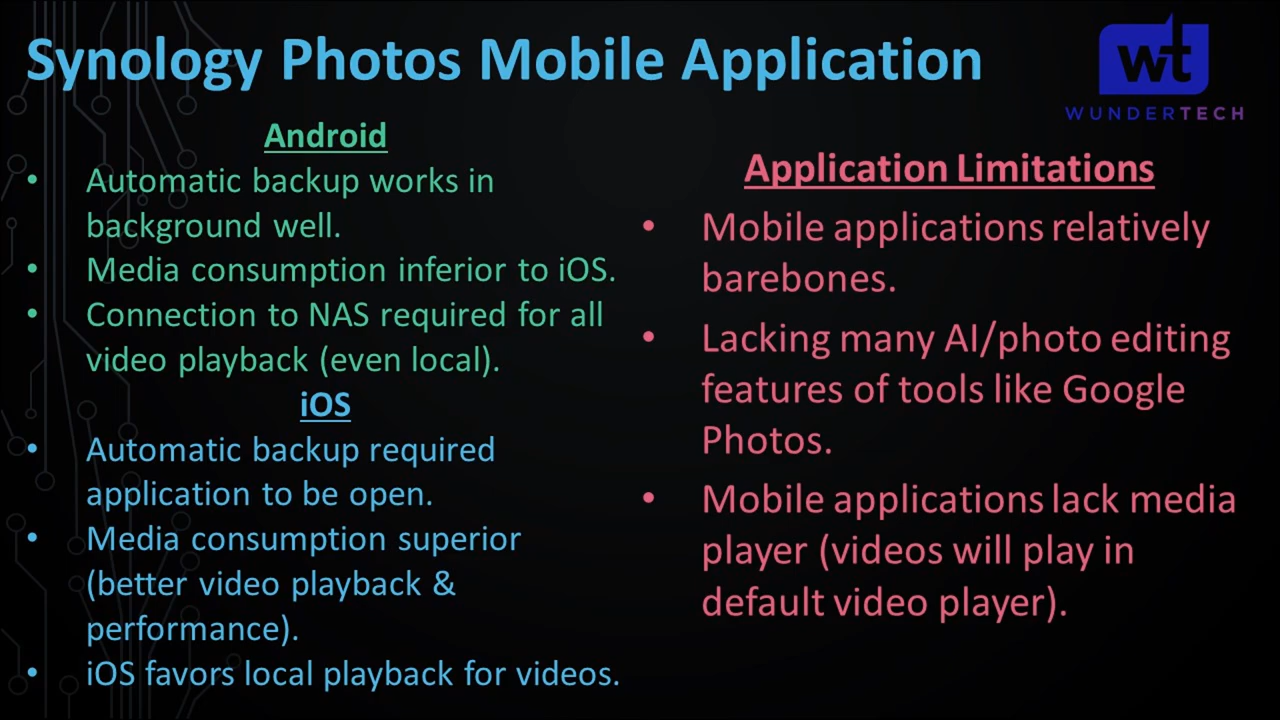 Synology Photos Mobile Application
wt
WUNDERTECH
Android
• Automatic backup works in
background well.
• Media consumption inferior to iOS.
• Connection to NAS required for all
video playback (even local).
iOS
• Automatic backup required
application to be open.
• Media consumption superior
(better video playback &
performance).
• iOS favors local playback for videos.
Application Limitations
• Mobile applications relatively
barebones.
• Lacking many AI/photo editing
features of tools like Google
Photos.
• Mobile applications lack media
player (videos will play in
default video player).